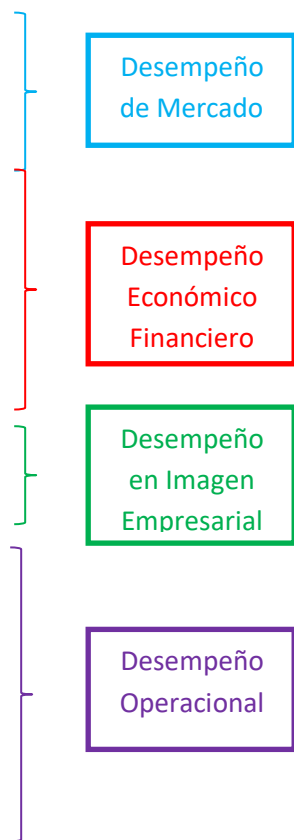 Desempeño
de Mercado
Desempeño
Económico
Financiero
Desempeño
en Imagen
Empresarial
Desempeño
Operacional